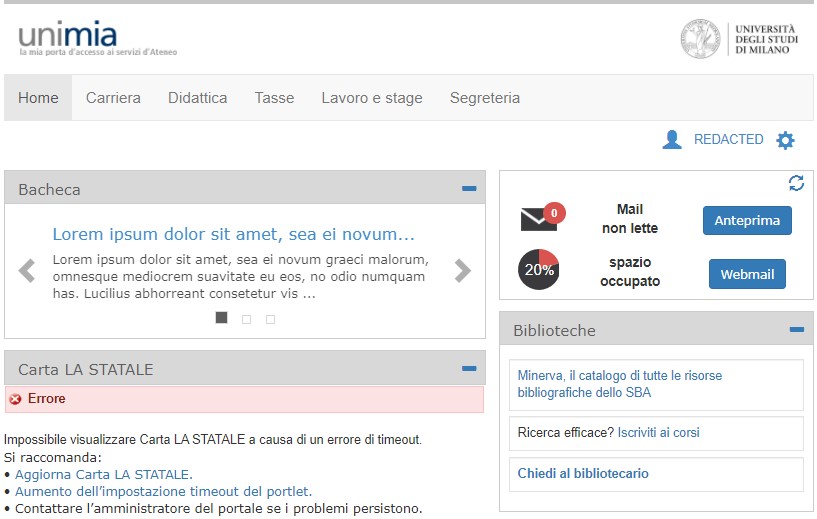 unimia
la mia porta d'accesso ai servizi d'Ateneo
UNIVERSITÀ
DEGLI STUDI
DI MILANO
Home Carriera Didattica Tasse Lavoro e stage Segreteria
REDACTED
Bacheca
Lorem ipsum dolor sit amet, sea ei novum...
Lorem ipsum dolor sit amet, sea ei novum graeci malorum,
omnesque mediocrem suavitate eu eos, no odio numquam
has. Lucilius abhorreant consetetur vis ...
Carta LA STATALE
Errore
Impossibile visualizzare Carta LA STATALE a causa di un errore di timeout.
Si raccomanda:
• Aggiorna Carta LA STATALE.
• Aumento dell'impostazione timeout del portlet.
• Contattare l'amministratore del portale se i problemi persistono.
0
Mail
non lette
Anteprima
20%
spazio
occupato
Webmail
Biblioteche
Minerva, il catalogo di tutte le risorse
bibliografiche dello SBA
Ricerca efficace? Iscriviti ai corsi
Chiedi al bibliotecario